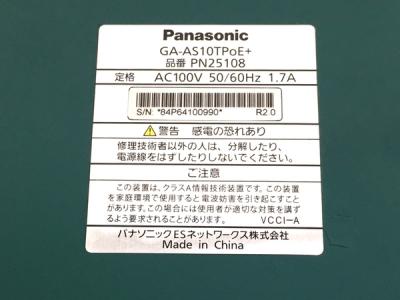 Panasonic
GA-AS10TPoE+
品番 PN25108
定格 AC100V 50/60Hz 1.7A
S/N *84P64100990* R2.0
警告 感電の恐れあり
修理技術者以外の人は、分解したり、
電源線をはずしたりしないでください。
ご注意
この装置は、クラスA情報技術装置です。この装置
を家庭環境で使用すると電波妨害を引き起こすことが
あります。この場合には使用者が適切な対策を講ず
るよう要求されることがあります。 VCCI-A
パナソニックESネットワークス株式会社
Made in China